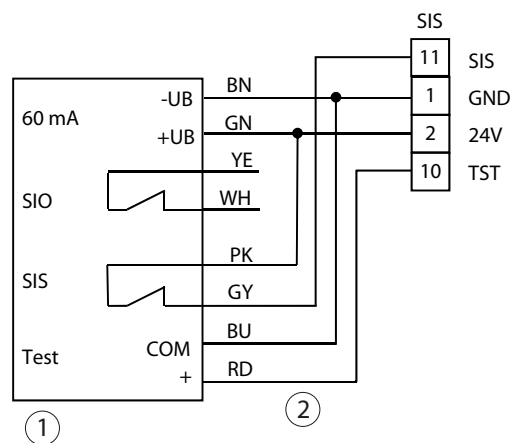 SIS
11 SIS
-UB BN 1 GND
60 mA
+UB GN 2 24V
YE 10 TST
SIO WH
PK
SIS GY
BU
Test COM
+ RD
1 2